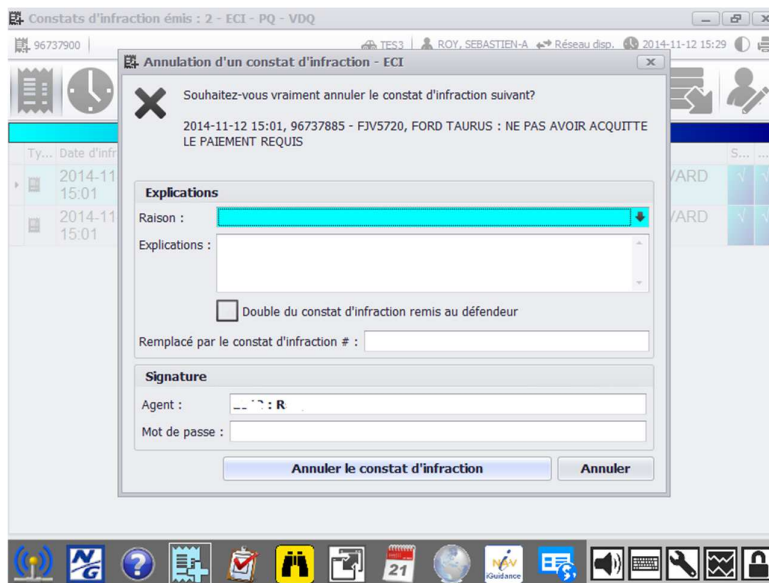 Constats d'infraction émis : 2 - ECI - PQ - VDQ
96737900 TES3 ROY, SEBASTIEN-A Réseau disp. 2014-11-12 15:29
Annulation d'un constat d'infraction - ECI
Souhaitez-vous vraiment annuler le constat d'infraction suivant?
2014-11-12 15:01, 96737885 - FJV5720, FORD TAURUS : NE PAS AVOIR ACQUITTE
LE PAIEMENT REQUIS
Ty... Date d'infr S... ...
2014-11 VARD
15:01
2014-11 /ARD
15:01
Explications
Raison :
Explications :
Double du constat d'infraction remis au défendeur
Remplacé par le constat d'infraction # :
Signature
Agent : : R
Mot de passe :
Annuler le constat d'infraction Annuler
N/G ? 21 NAV
iGuidance